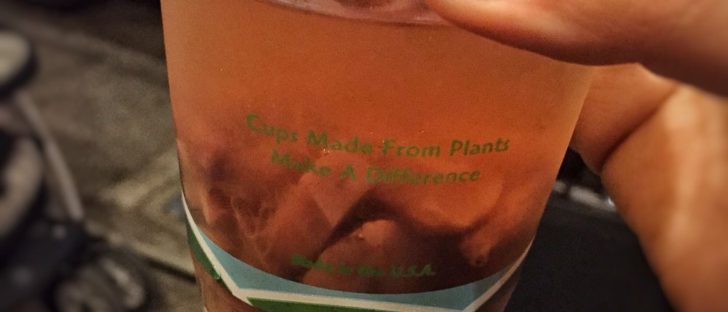 Cups Made From Plants
Make A Difference
Made in the U.S.A.